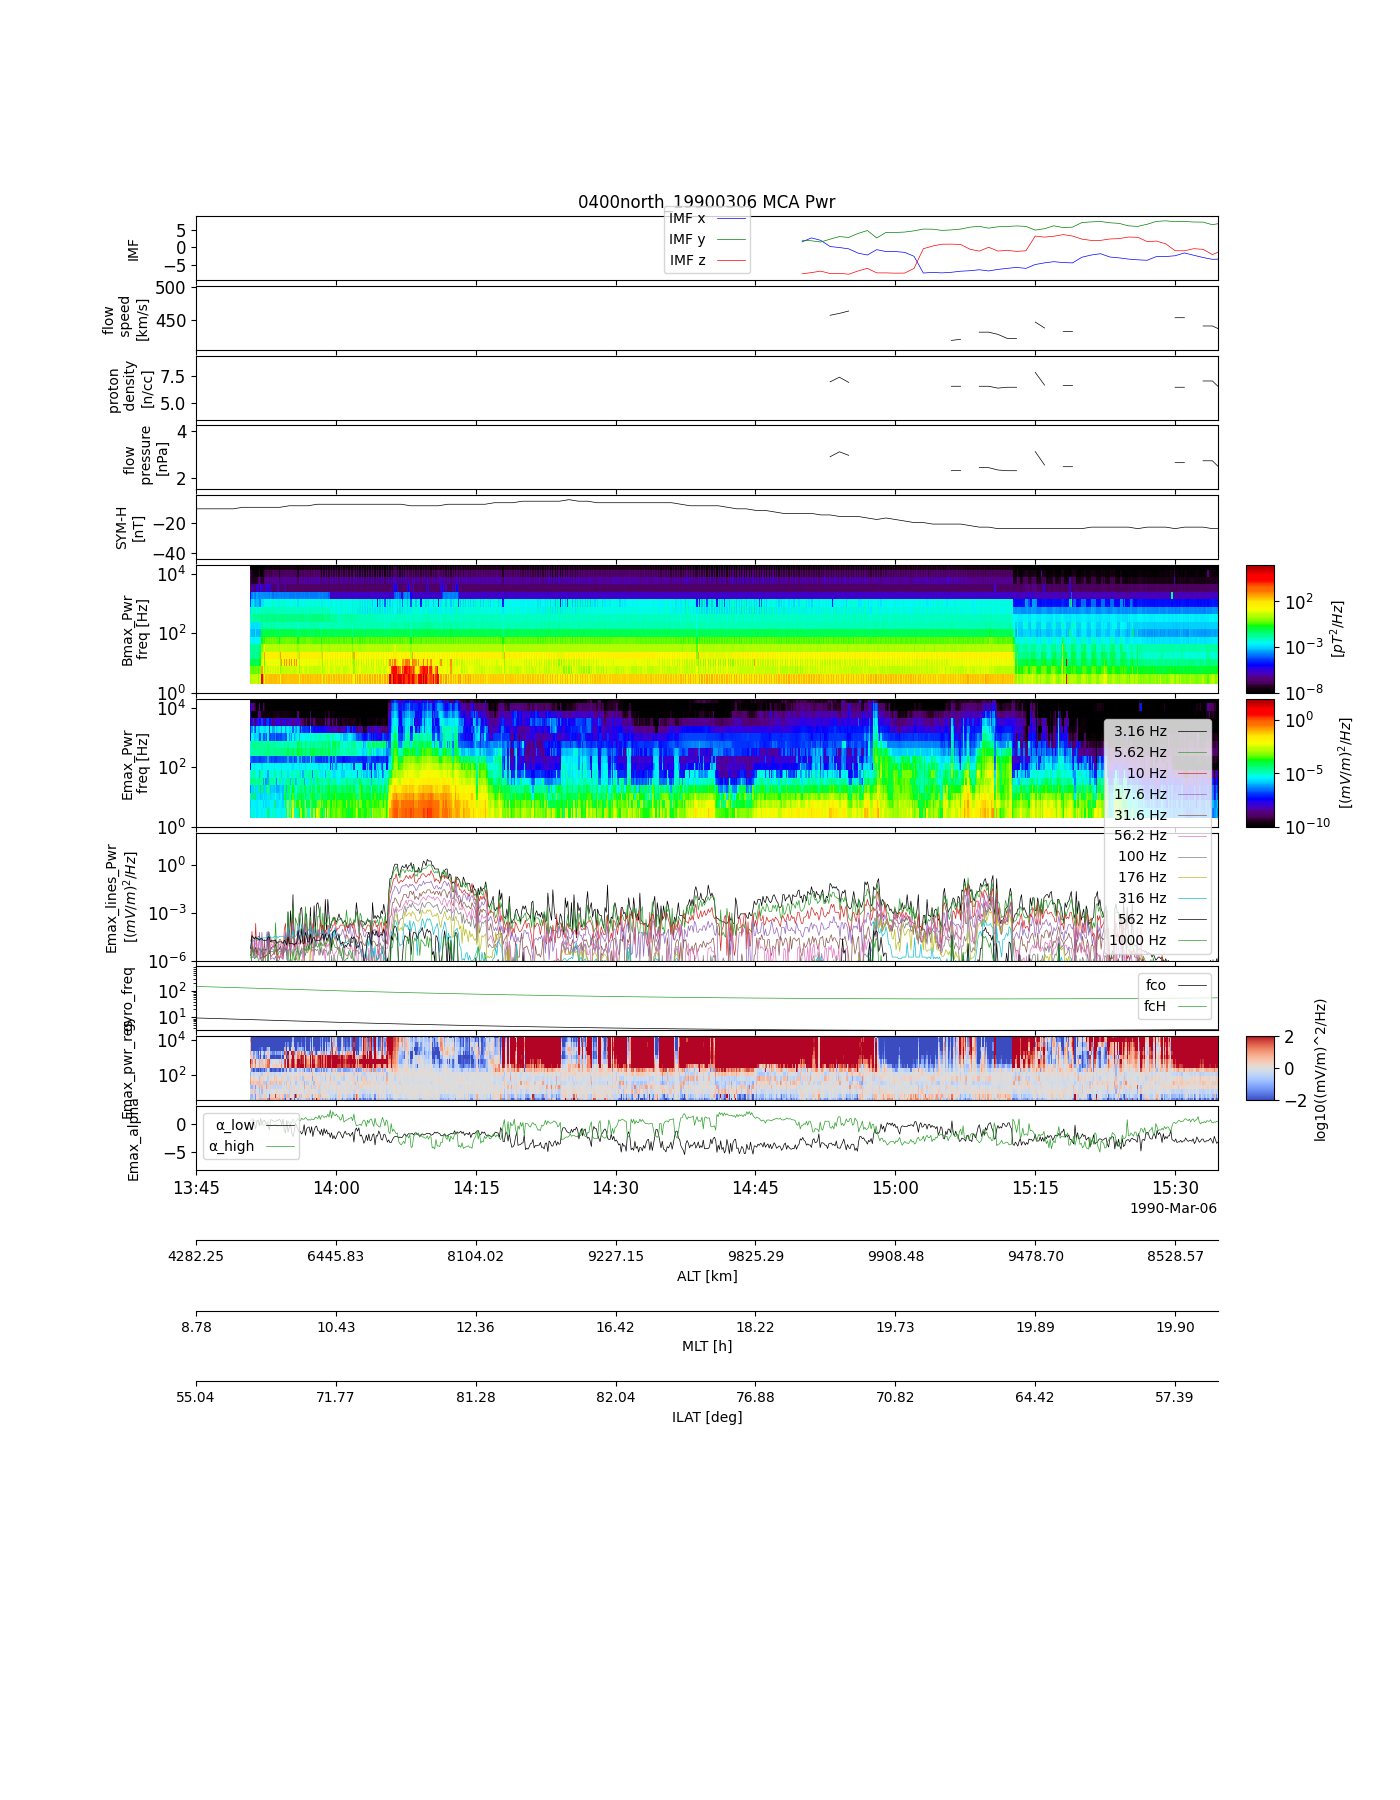 0400north_19900306 MCA Pwr
IMF
5
0
−5
IMF x
IMF y
IMF z
flow speed [km/s]
500
450
proton density [n/cc]
7.5
5.0
flow pressure [nPa]
4
2
SYM-H [nT]
−20
−40
Bmax_Pwr freq [Hz]
10^4
10^2
10^0
10^2
10^−3
10^−8
[pT^2/Hz]
Emax_Pwr freq [Hz]
10^4
10^2
10^0
10^0
10^−5
10^−10
[(mV/m)^2/Hz]
3.16 Hz
5.62 Hz
10 Hz
17.6 Hz
31.6 Hz
56.2 Hz
100 Hz
176 Hz
316 Hz
562 Hz
1000 Hz
Emax_lines_Pwr [(mV/m)^2/Hz]
10^0
10^−3
10^−6
10^2
10^1
fco
fcH
10^4
10^2
2
0
−2
log10((mV/m)^2/Hz)
Emax_alpha
0
−5
α_low
α_high
13:45 14:00 14:15 14:30 14:45 15:00 15:15 15:30
1990-Mar-06
4282.25 6445.83 8104.02 9227.15 9825.29 9908.48 9478.70 8528.57
ALT [km]
8.78 10.43 12.36 16.42 18.22 19.73 19.89 19.90
MLT [h]
55.04 71.77 81.28 82.04 76.88 70.82 64.42 57.39
ILAT [deg]